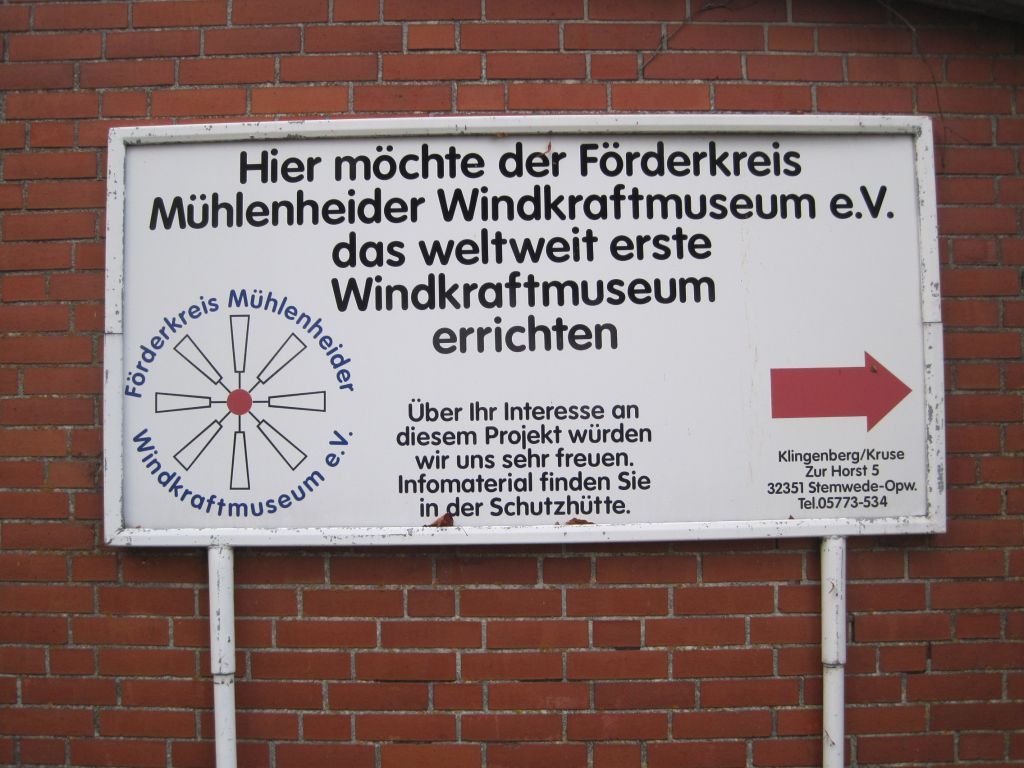 Hier möchte der Förderkreis
Mühlenheider Windkraftmuseum e.V.
das weltweit erste
Windkraftmuseum
errichten
Förderkreis Mühlenheider
Windkraftmuseum e.V.
Über Ihr Interesse an
diesem Projekt würden
wir uns sehr freuen.
Infomaterial finden Sie
in der Schutzhütte.
Klingenberg/Kruse
Zur Horst 5
32351 Stemwede-Opw.
Tel.05773-534